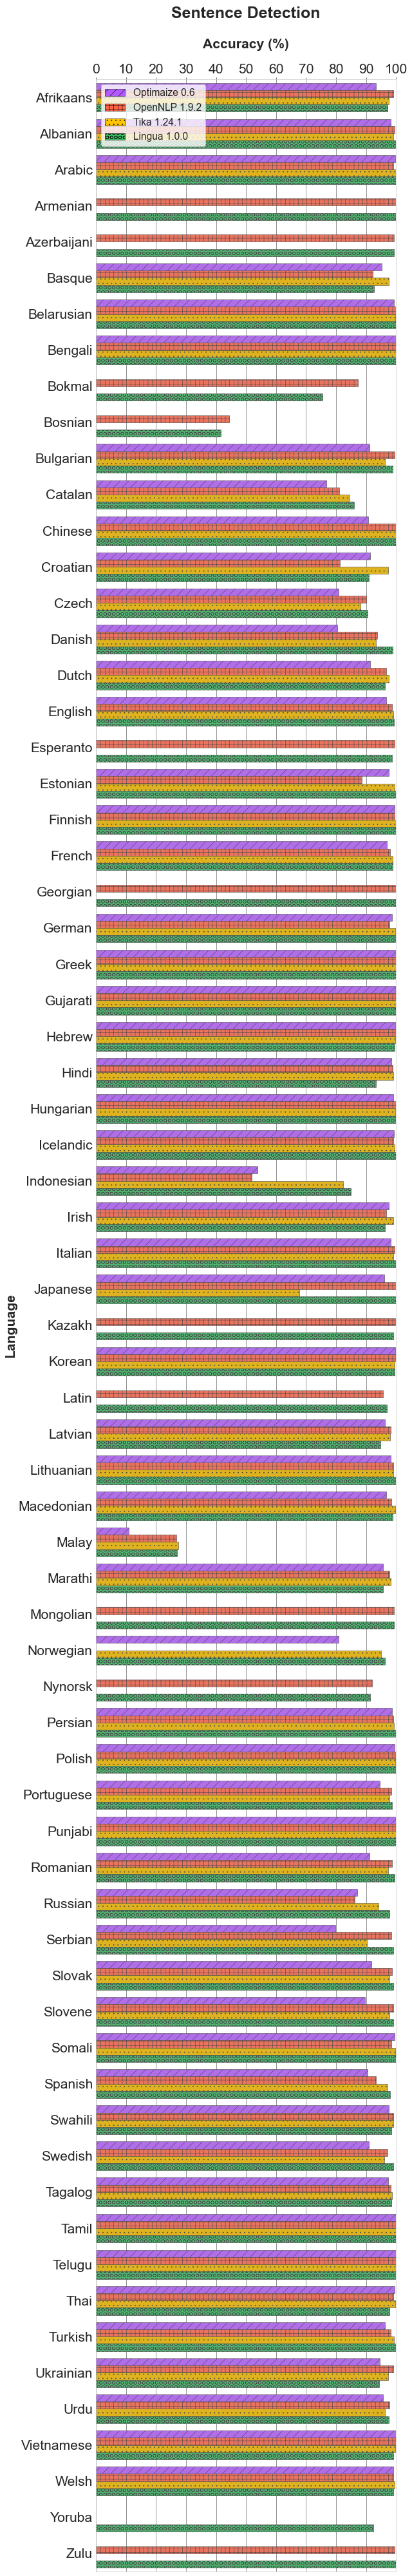 Sentence Detection
Accuracy (%)
0 10 20 30 40 50 60 70 80 90 100
Optimaize 0.6
OpenNLP 1.9.2
Tika 1.24.1
Lingua 1.0.0
Afrikaans
Albanian
Arabic
Armenian
Azerbaijani
Basque
Belarusian
Bengali
Bokmal
Bosnian
Bulgarian
Catalan
Chinese
Croatian
Czech
Danish
Dutch
English
Esperanto
Estonian
Finnish
French
Georgian
German
Greek
Gujarati
Hebrew
Hindi
Hungarian
Icelandic
Indonesian
Irish
Italian
Japanese
Language
Kazakh
Korean
Latin
Latvian
Lithuanian
Macedonian
Malay
Marathi
Mongolian
Norwegian
Nynorsk
Persian
Polish
Portuguese
Punjabi
Romanian
Russian
Serbian
Slovak
Slovene
Somali
Spanish
Swahili
Swedish
Tagalog
Tamil
Telugu
Thai
Turkish
Ukrainian
Urdu
Vietnamese
Welsh
Yoruba
Zulu